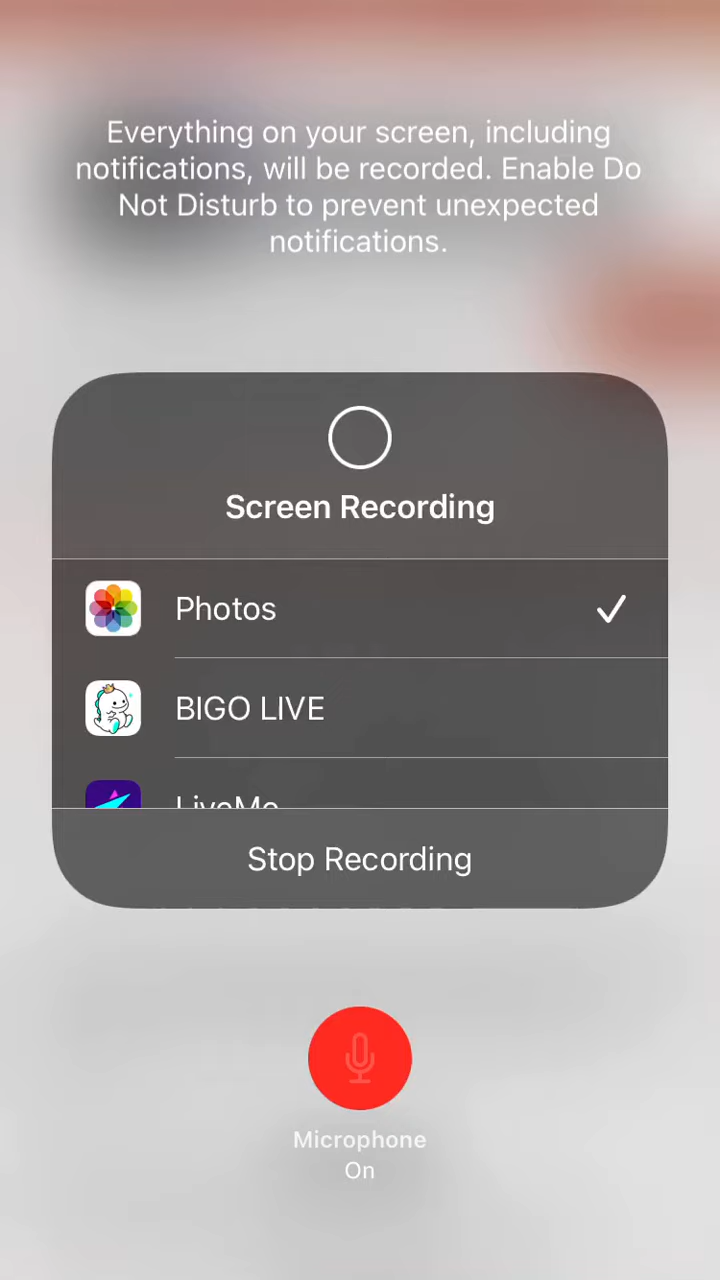 Everything on your screen, including
notifications, will be recorded. Enable Do
Not Disturb to prevent unexpected
notifications.
Screen Recording
Photos
BIGO LIVE
LiveMe
Stop Recording
Microphone
On